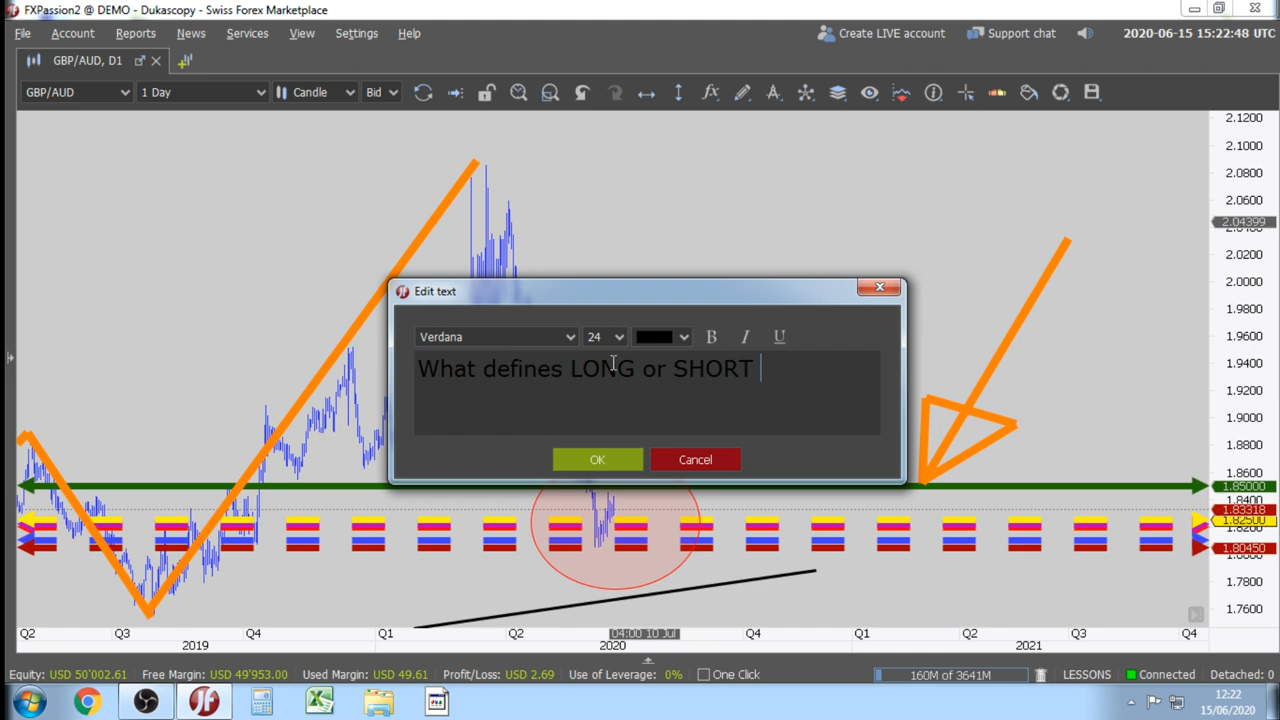 FXPassion2 @ DEMO - Dukascopy - Swiss Forex Marketplace
File Account Reports News Services View Settings Help
Create LIVE account Support chat 2020-06-15 15:22:48 UTC
GBP/AUD, D1
GBP/AUD 1 Day Candle Bid
2.1200
2.1000
2.0800
2.0600
2.04399
2.0200
2.0000
1.9800
1.9600
1.9400
1.9200
1.9000
1.8800
1.8600
1.85000
1.8400
1.83318
1.82500
1.80450
1.7800
1.7600
Edit text
Verdana 24 B I U
What defines LONG or SHORT
OK Cancel
Q2 Q3 Q4 Q1 Q2 04:00 10 Jul Q4 Q1 Q2 Q3 Q4
2019 2020 2021
Equity: USD 50'002.61 Free Margin: USD 49'953.00 Used Margin: USD 49.61 Profit/Loss: USD 2.69 Use of Leverage: 0% One Click 160M of 3641M LESSONS Connected Detached: 0
12:22
15/06/2020